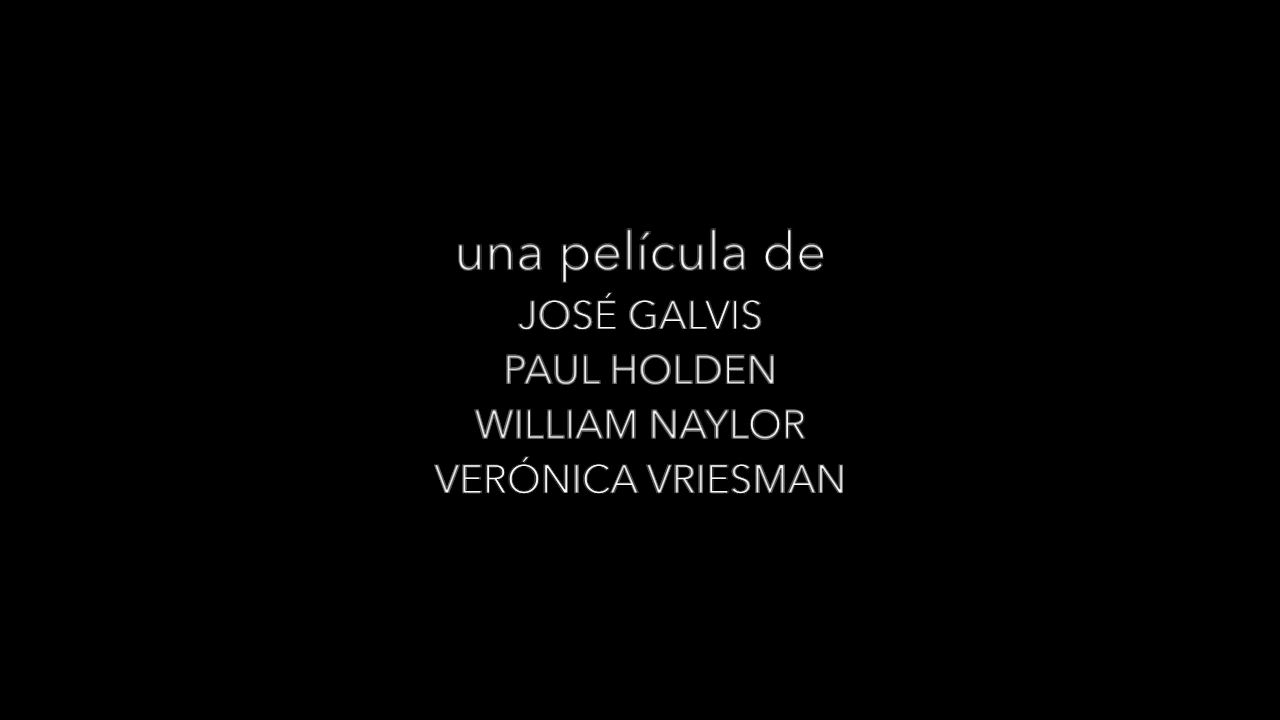 una película de
JOSÉ GALVIS
PAUL HOLDEN
WILLIAM NAYLOR
VERÓNICA VRIESMAN